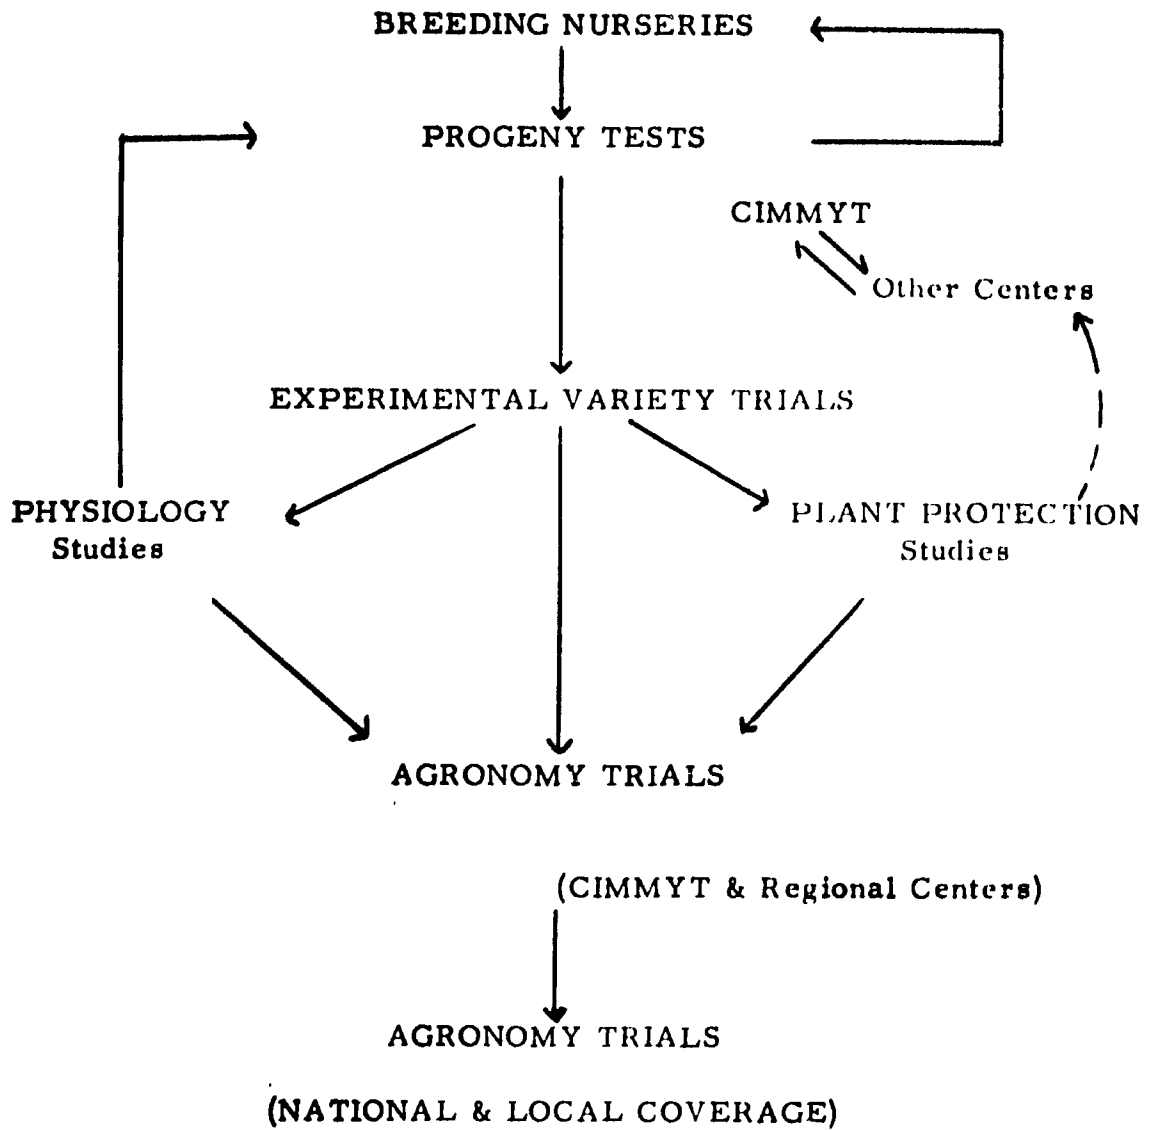 BREEDING NURSERIES
PROGENY TESTS
CIMMYT
Other Centers
EXPERIMENTAL VARIETY TRIALS
PHYSIOLOGY
Studies
PLANT PROTECTION
Studies
AGRONOMY TRIALS
(CIMMYT & Regional Centers)
AGRONOMY TRIALS
(NATIONAL & LOCAL COVERAGE)